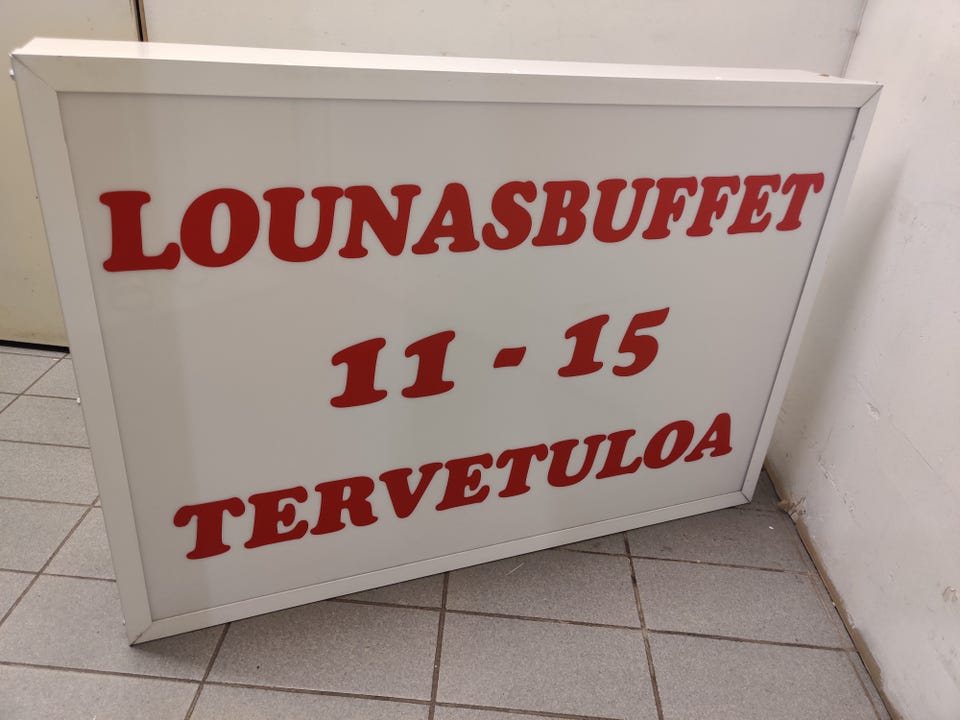 LOUNASBUFFET
11 - 15
TERVETULOA